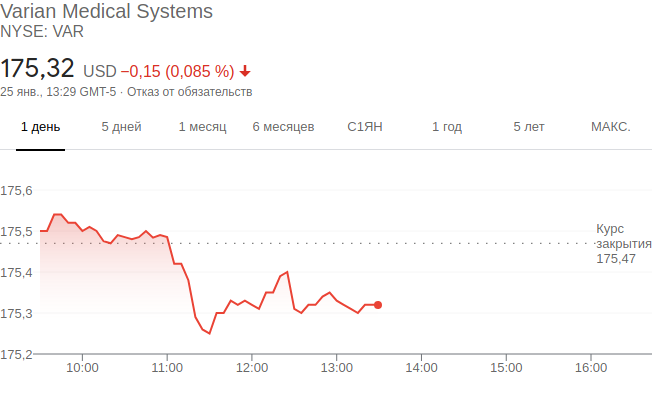 Varian Medical Systems
NYSE: VAR
175,32 USD −0,15 (0,085 %)
25 янв., 13:29 GMT-5 · Отказ от обязательств
1 день 5 дней 1 месяц 6 месяцев С1ЯН 1 год 5 лет МАКС.
175,6
175,5
175,4
175,3
175,2
Курс
закрытия
175,47
10:00 11:00 12:00 13:00 14:00 15:00 16:00